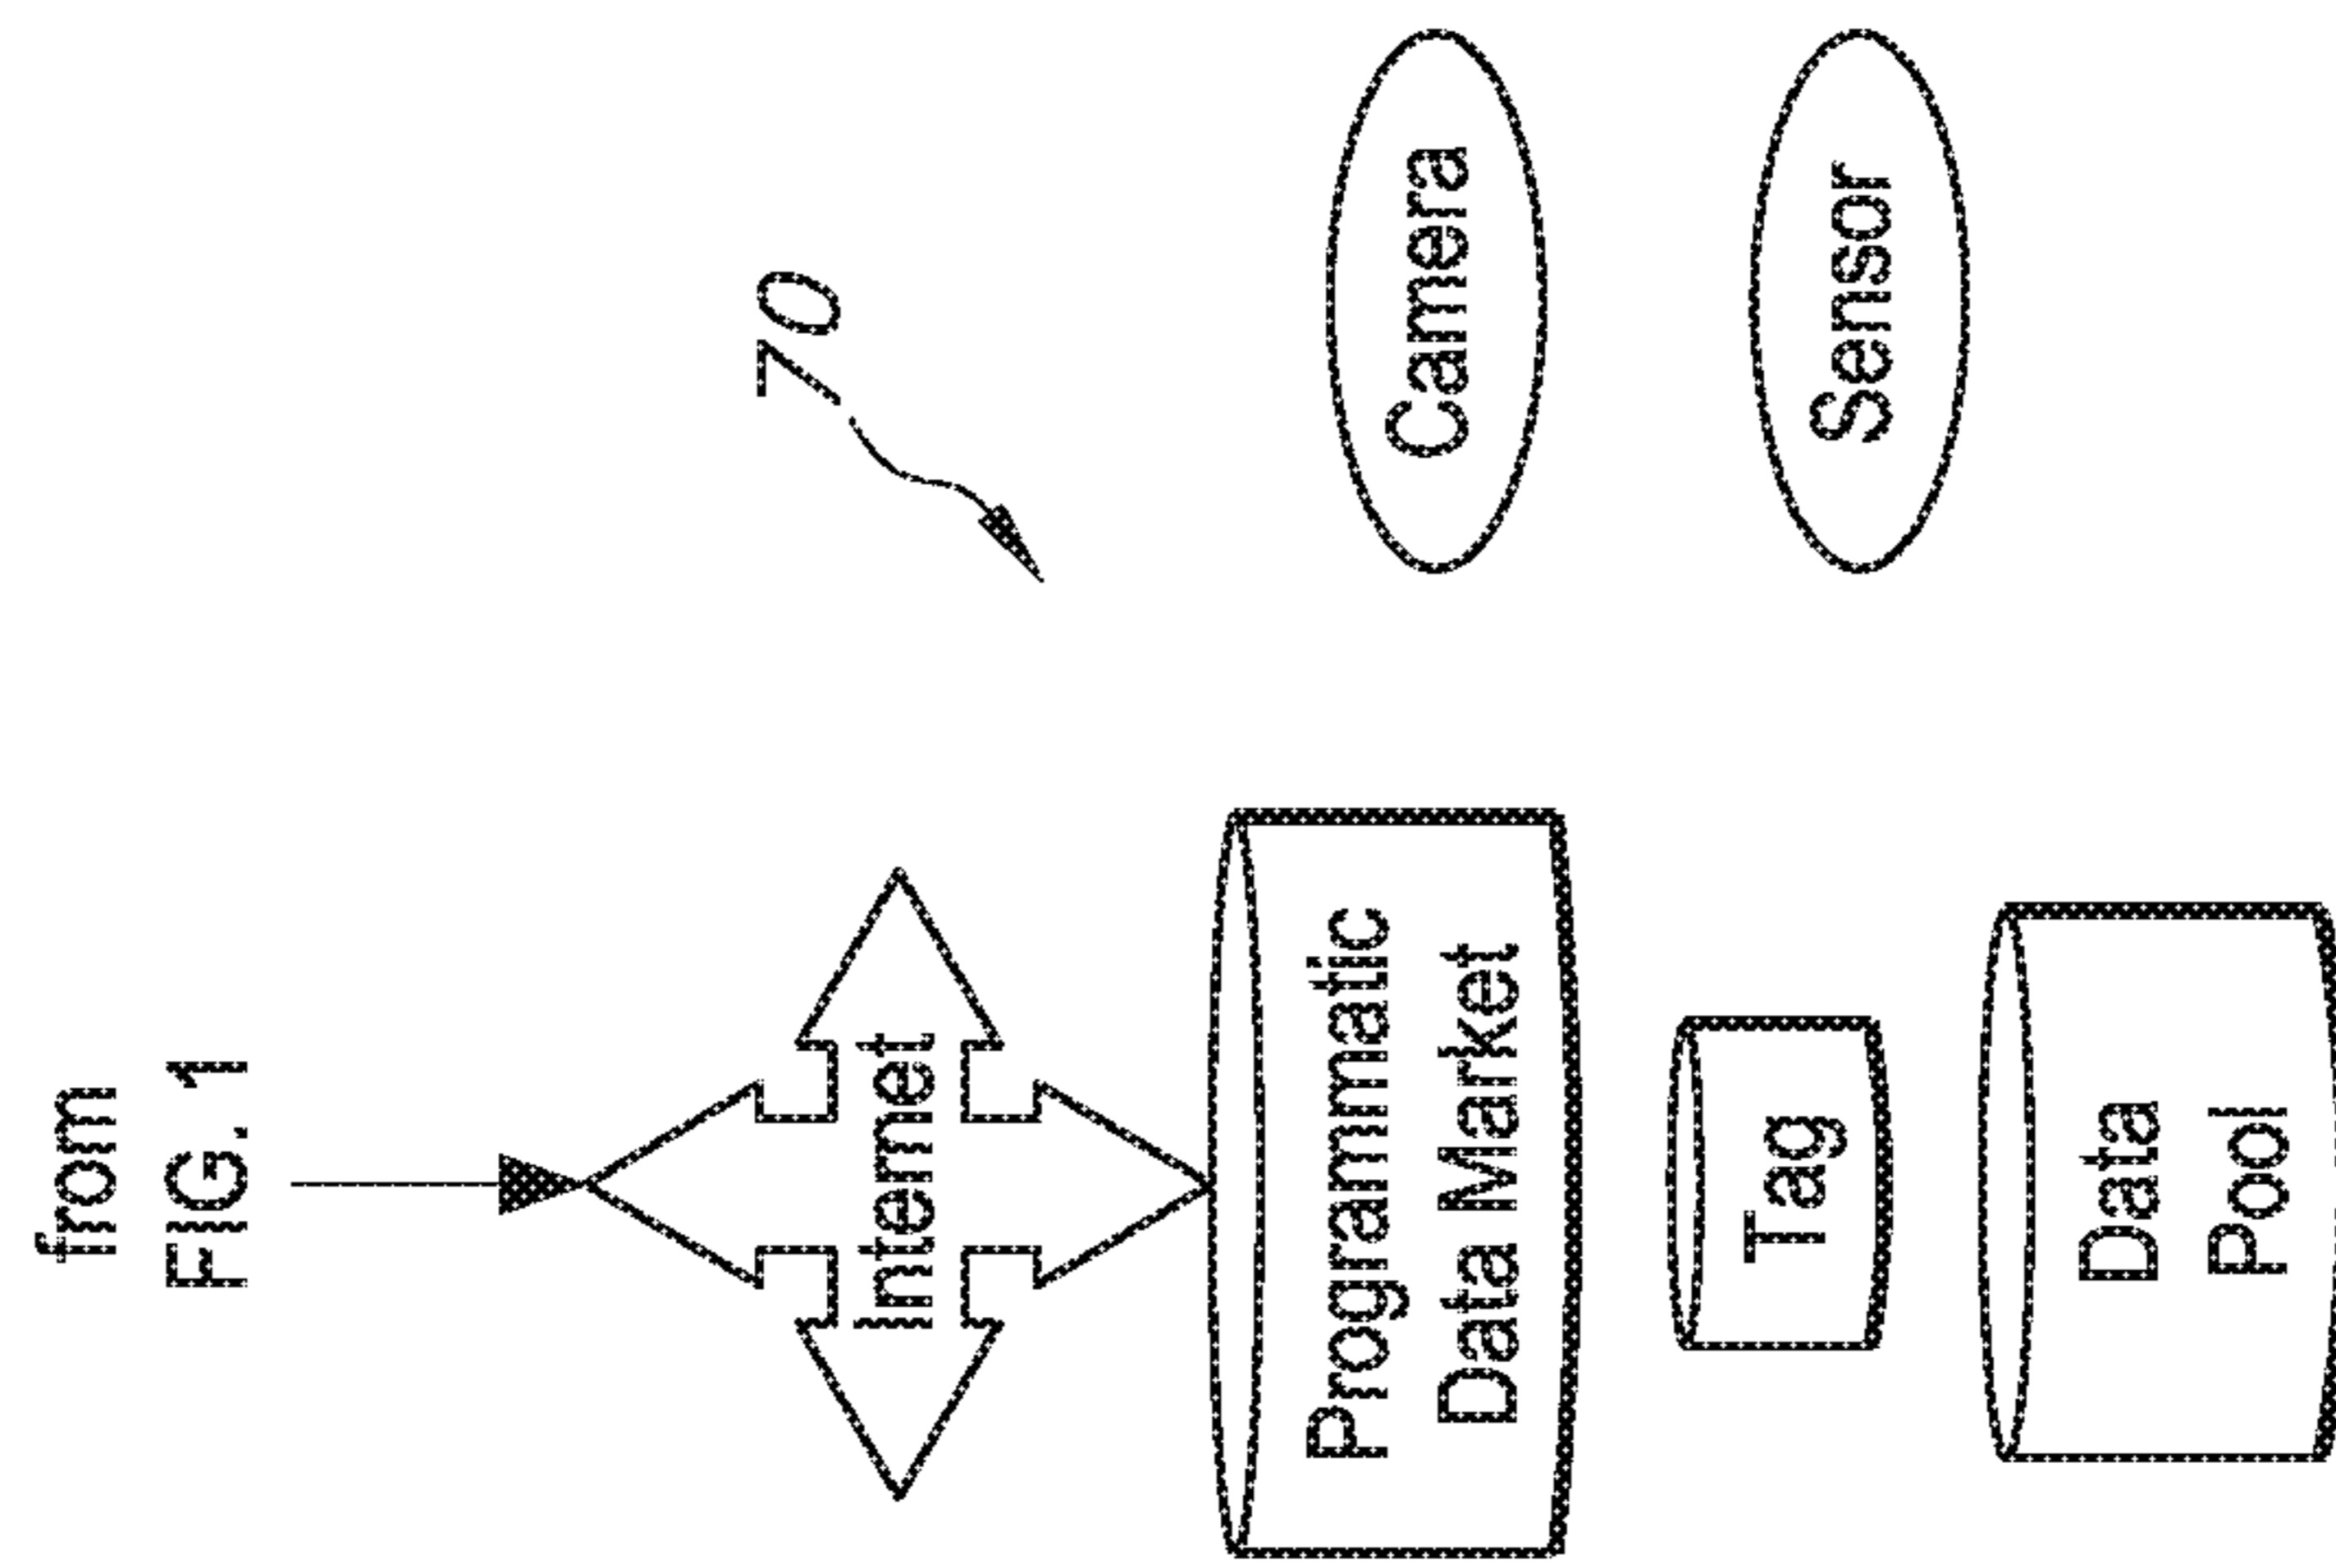 from
FIG. 1
70
Internet
Programmatic
Data Market
Camera
Tag
Sensor
Data
Pool